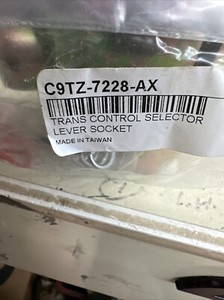 C9TZ-7228-AX
TRANS CONTROL SELECTOR
LEVER SOCKET
MADE IN TAIWAN